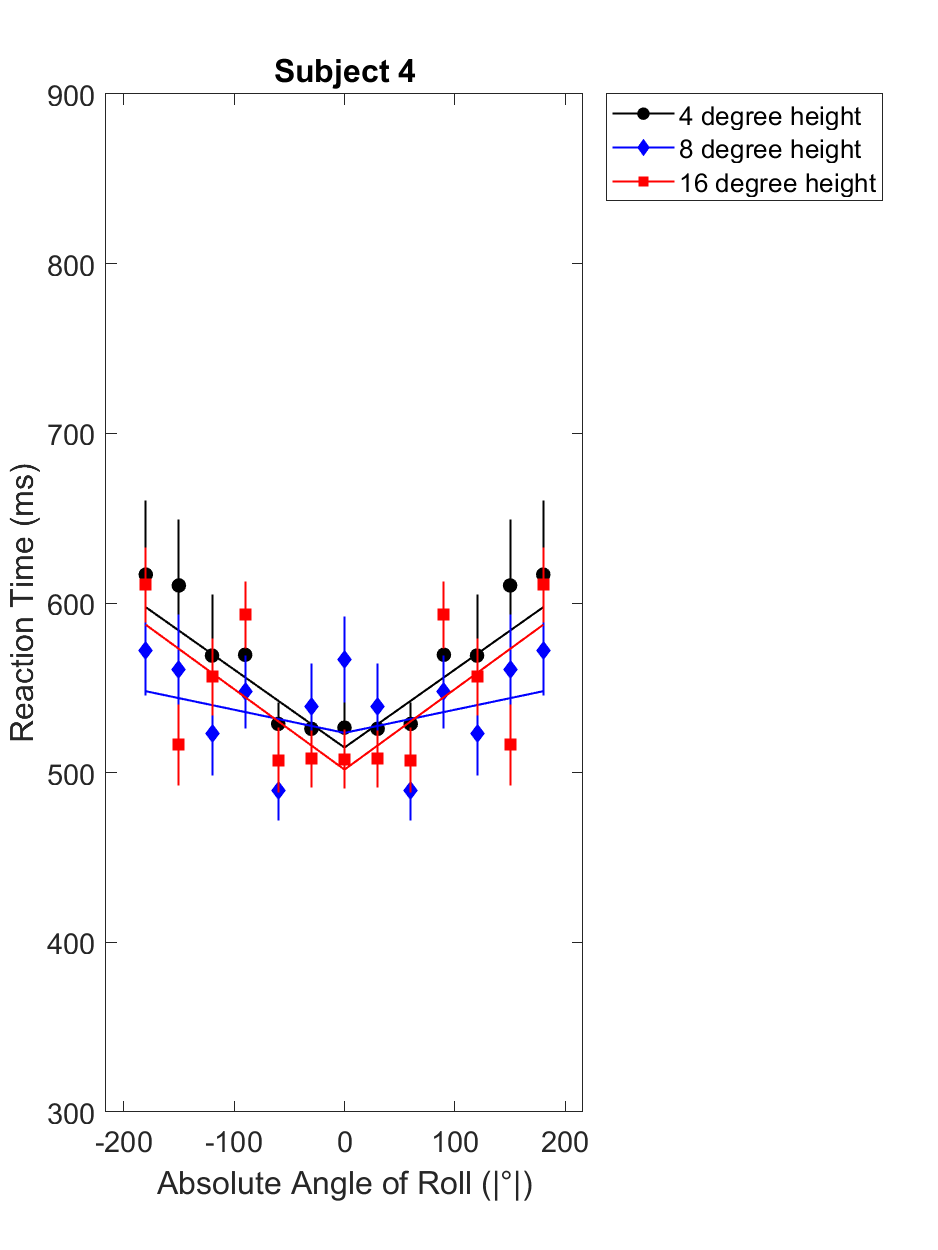 Subject 4
900
800
700
600
500
400
300
Reaction Time (ms)
-200 -100 0 100 200
Absolute Angle of Roll (|°|)
4 degree height
8 degree height
16 degree height